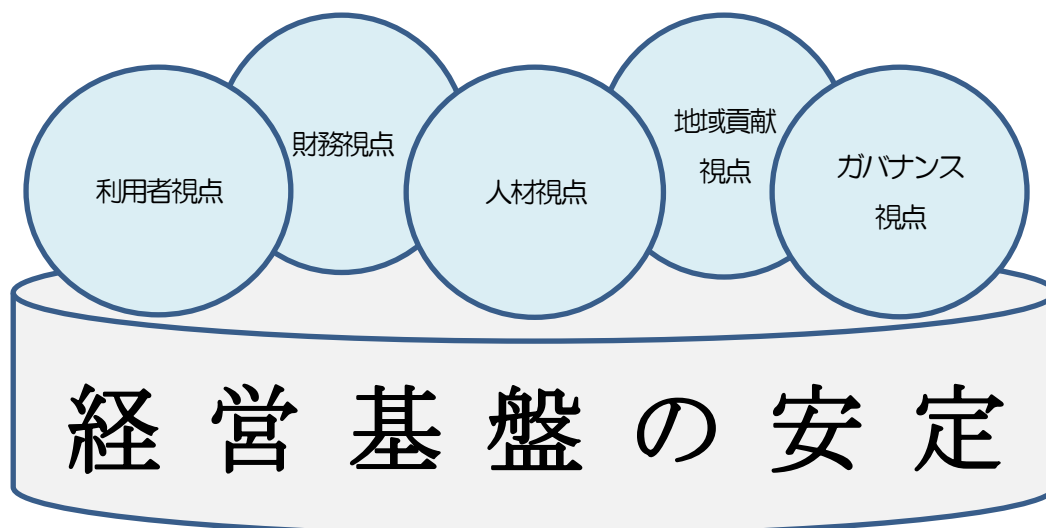 利用者視点
財務視点
人材視点
地域貢献
視点
ガバナンス
視点
経営基盤の安定